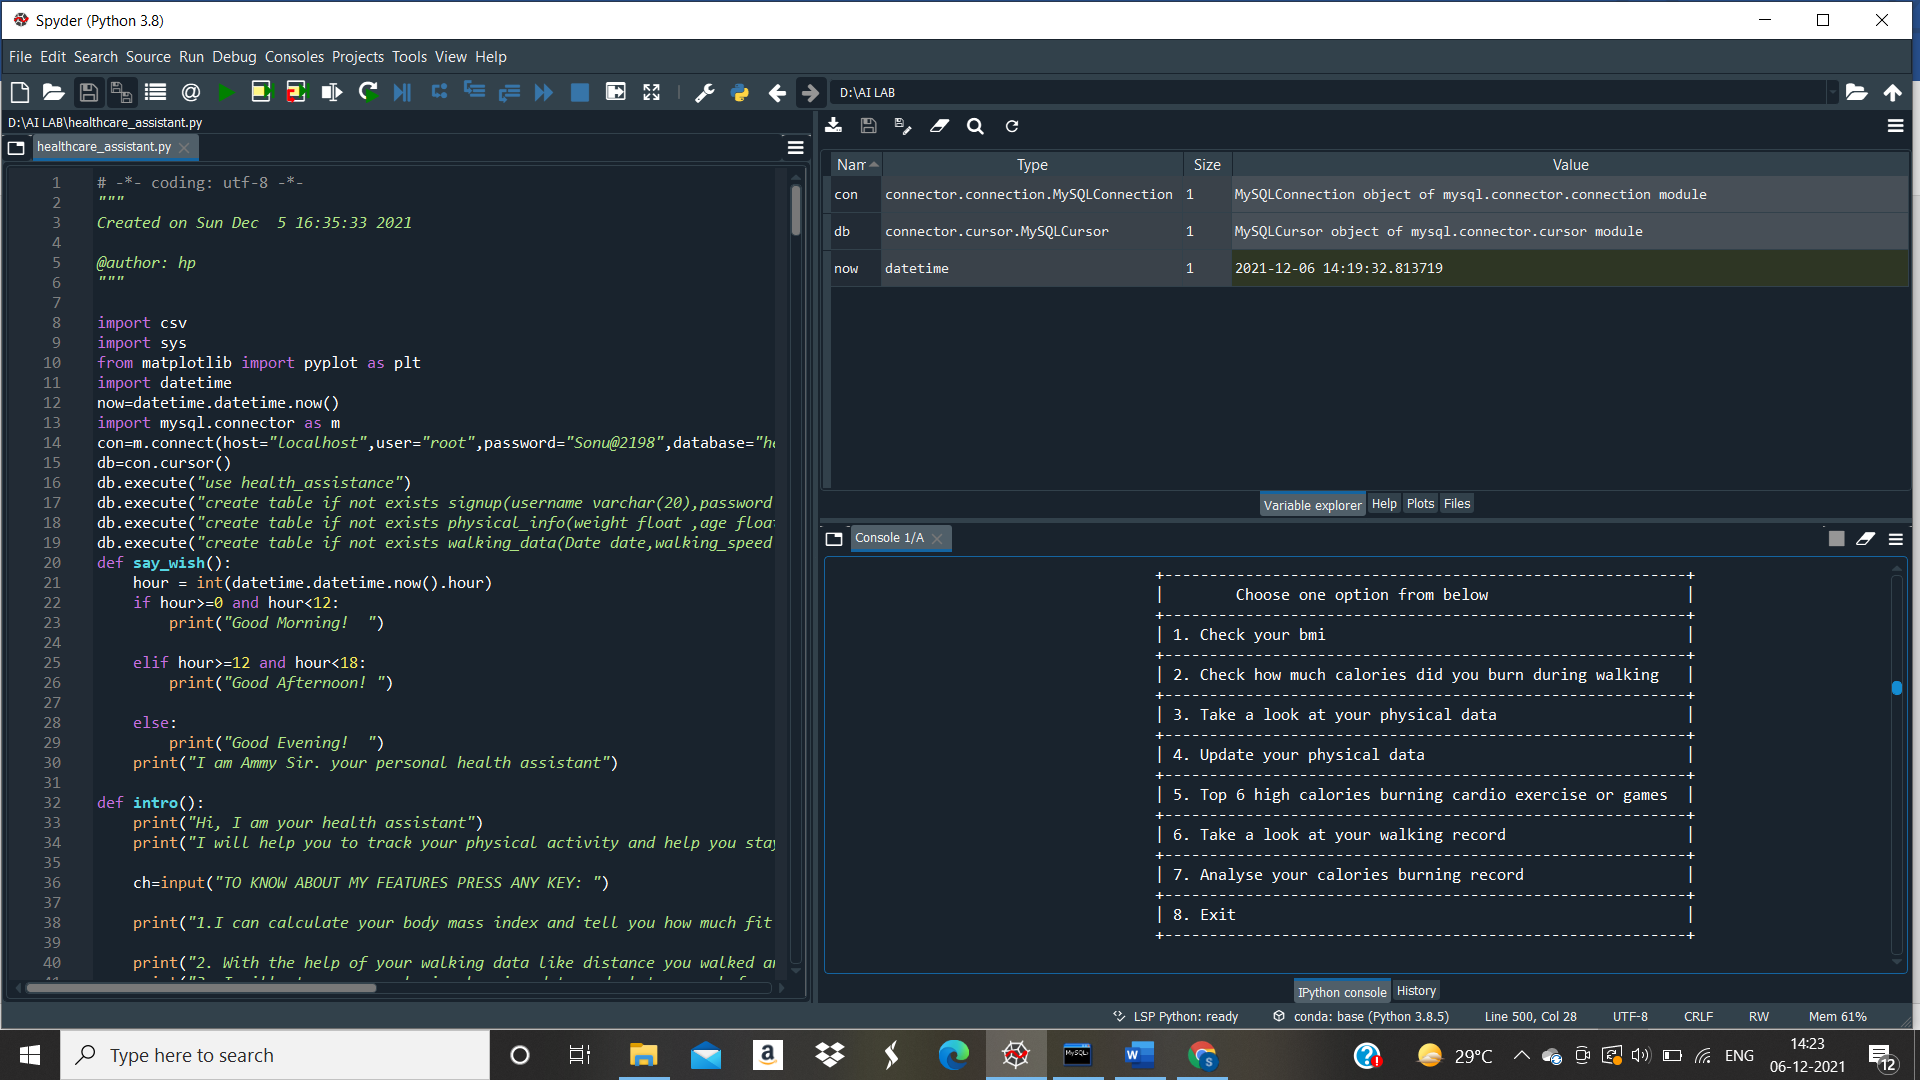 Spyder (Python 3.8)
File Edit Search Source Run Debug Consoles Projects Tools View Help
D:\AI LAB
D:\AI LAB\healthcare_assistant.py
healthcare_assistant.py
1 # -*- coding: utf-8 -*-
2 """
3 Created on Sun Dec  5 16:35:33 2021
4
5 @author: hp
6 """
7
8 import csv
9 import sys
10 from matplotlib import pyplot as plt
11 import datetime
12 now=datetime.datetime.now()
13 import mysql.connector as m
14 con=m.connect(host="localhost",user="root",password="Sonu@2198",database="he
15 db=con.cursor()
16 db.execute("use health_assistance")
17 db.execute("create table if not exists signup(username varchar(20),password
18 db.execute("create table if not exists physical_info(weight float ,age floa
19 db.execute("create table if not exists walking_data(Date date,walking_speed
20 def say_wish():
21     hour = int(datetime.datetime.now().hour)
22     if hour>=0 and hour<12:
23         print("Good Morning!  ")
24
25     elif hour>=12 and hour<18:
26         print("Good Afternoon! ")
27
28     else:
29         print("Good Evening!  ")
30     print("I am Ammy Sir. your personal health assistant")
31
32 def intro():
33     print("Hi, I am your health assistant")
34     print("I will help you to track your physical activity and help you stay
35
36     ch=input("TO KNOW ABOUT MY FEATURES PRESS ANY KEY: ")
37
38     print("1.I can calculate your body mass index and tell you how much fit
39
40     print("2. With the help of your walking data like distance you walked a
Nam Type Size Value
con connector.connection.MySQLConnection 1 MySQLConnection object of mysql.connector.connection module
db connector.cursor.MySQLCursor 1 MySQLCursor object of mysql.connector.cursor module
now datetime 1 2021-12-06 14:19:32.813719
Variable explorer Help Plots Files
Console 1/A
+----------------------------------------------------------+
|        Choose one option from below                      |
+----------------------------------------------------------+
| 1. Check your bmi                                        |
+----------------------------------------------------------+
| 2. Check how much calories did you burn during walking   |
+----------------------------------------------------------+
| 3. Take a look at your physical data                     |
+----------------------------------------------------------+
| 4. Update your physical data                             |
+----------------------------------------------------------+
| 5. Top 6 high calories burning cardio exercise or games  |
+----------------------------------------------------------+
| 6. Take a look at your walking record                    |
+----------------------------------------------------------+
| 7. Analyse your calories burning record                  |
+----------------------------------------------------------+
| 8. Exit                                                  |
+----------------------------------------------------------+
IPython console History
LSP Python: ready conda: base (Python 3.8.5) Line 500, Col 28 UTF-8 CRLF RW Mem 61%
Type here to search
29°C
ENG
14:23
06-12-2021
12